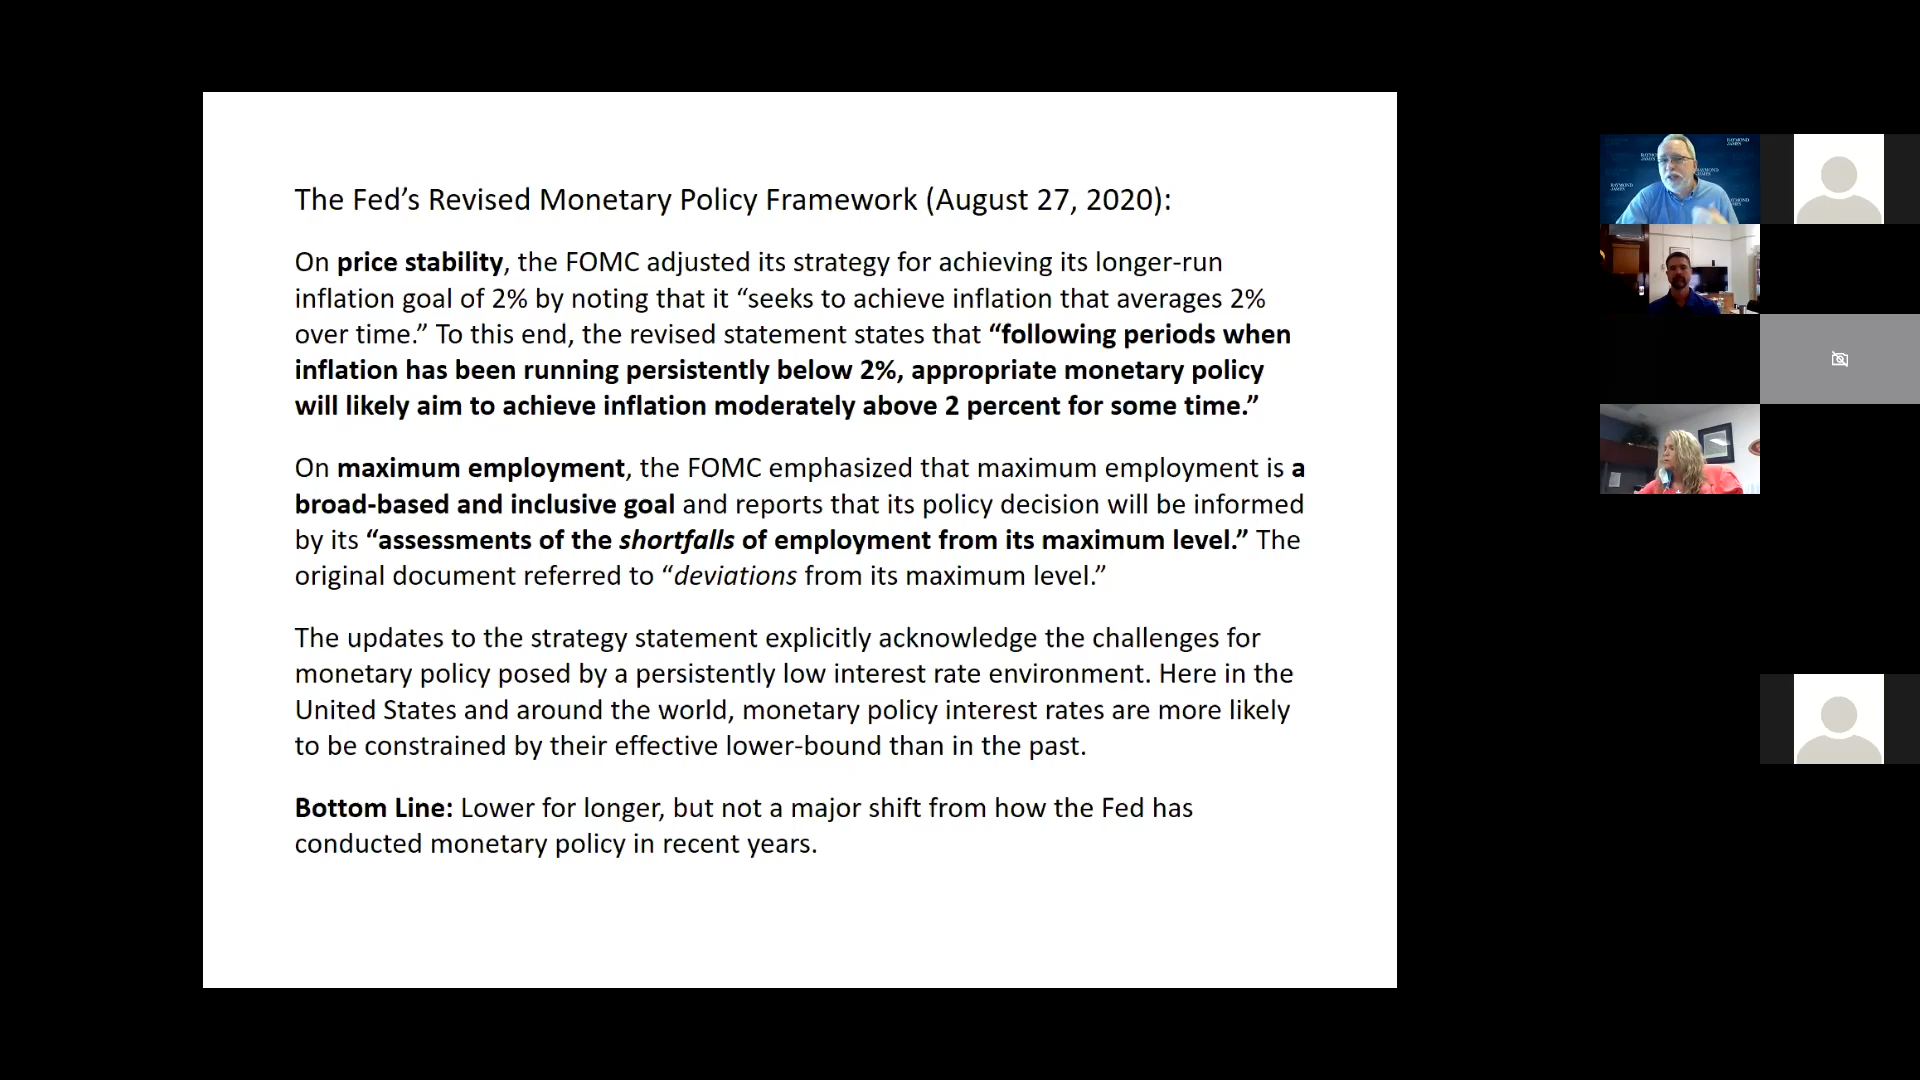 The Fed’s Revised Monetary Policy Framework (August 27, 2020):
On price stability, the FOMC adjusted its strategy for achieving its longer-run
inflation goal of 2% by noting that it “seeks to achieve inflation that averages 2%
over time.” To this end, the revised statement states that “following periods when
inflation has been running persistently below 2%, appropriate monetary policy
will likely aim to achieve inflation moderately above 2 percent for some time.”
On maximum employment, the FOMC emphasized that maximum employment is a
broad-based and inclusive goal and reports that its policy decision will be informed
by its “assessments of the shortfalls of employment from its maximum level.” The
original document referred to “deviations from its maximum level.”
The updates to the strategy statement explicitly acknowledge the challenges for
monetary policy posed by a persistently low interest rate environment. Here in the
United States and around the world, monetary policy interest rates are more likely
to be constrained by their effective lower-bound than in the past.
Bottom Line: Lower for longer, but not a major shift from how the Fed has
conducted monetary policy in recent years.
RAYMOND
JAMES
RAYMOND
JAMES
RAYMOND
JAMES